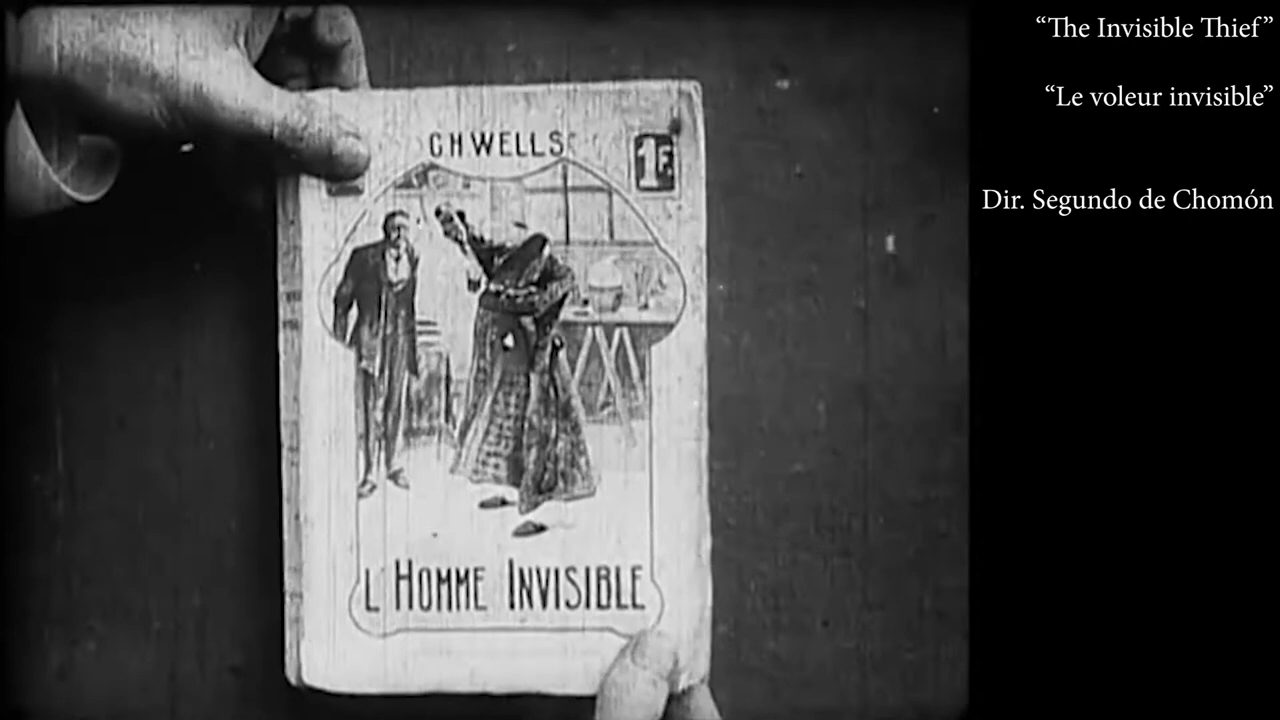 GHWELLS
1F.
L'HOMME INVISIBLE
“The Invisible Thief”
“Le voleur invisible”
Dir. Segundo de Chomón